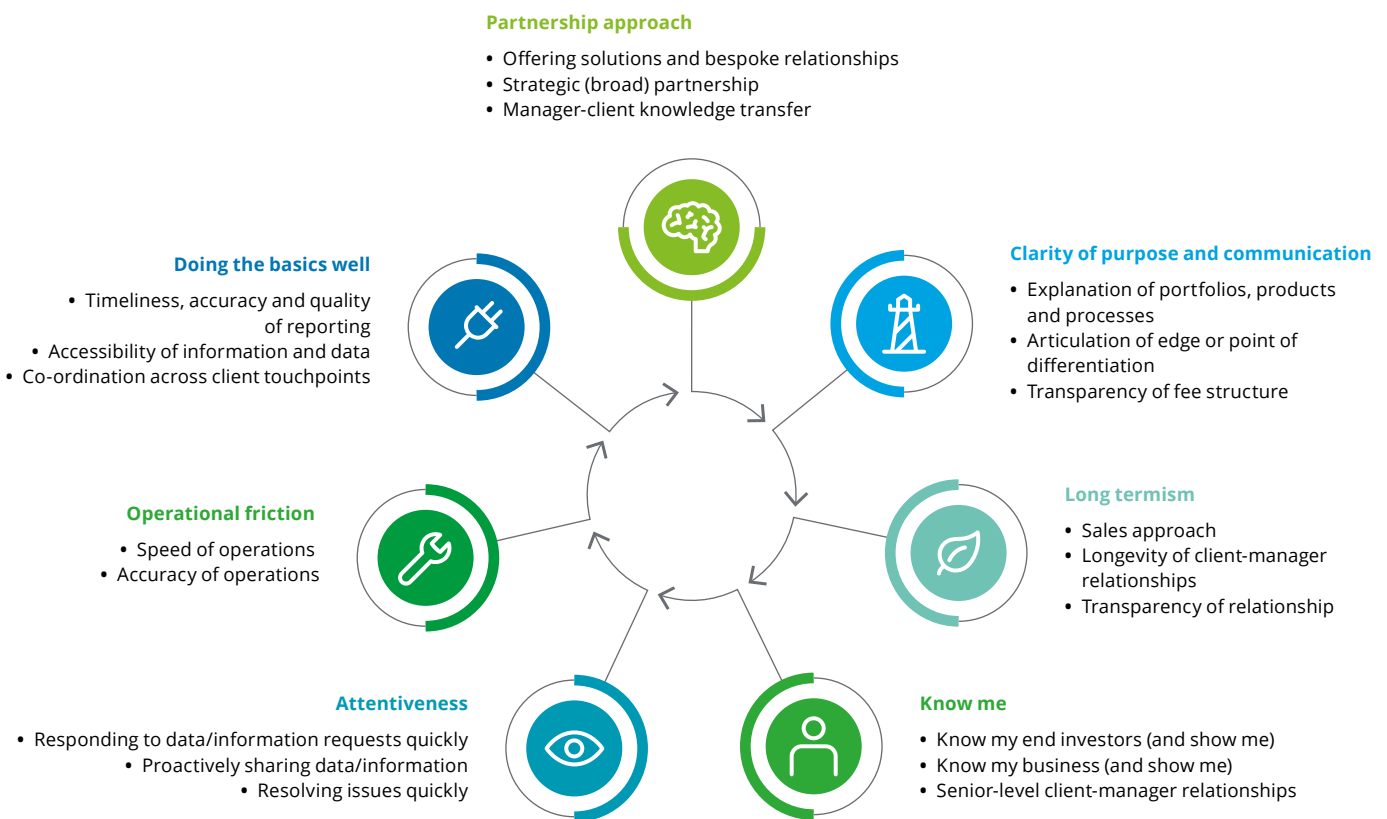 Partnership approach
• Offering solutions and bespoke relationships
• Strategic (broad) partnership
• Manager-client knowledge transfer
Clarity of purpose and communication
• Explanation of portfolios, products
and processes
• Articulation of edge or point of
differentiation
• Transparency of fee structure
Long termism
• Sales approach
• Longevity of client-manager
relationships
• Transparency of relationship
Know me
• Know my end investors (and show me)
• Know my business (and show me)
• Senior-level client-manager relationships
Attentiveness
• Responding to data/information requests quickly
• Proactively sharing data/information
• Resolving issues quickly
Operational friction
• Speed of operations
• Accuracy of operations
Doing the basics well
• Timeliness, accuracy and quality
of reporting
• Accessibility of information and data
• Co-ordination across client touchpoints